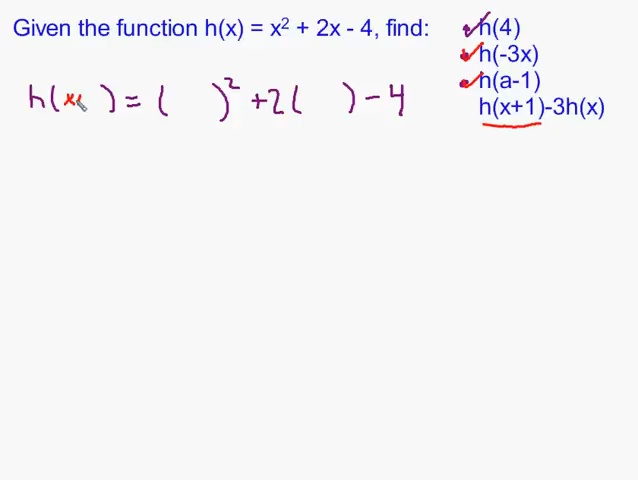 Given the function h(x) = x² + 2x - 4, find:
h(4)
h(-3x)
h(a-1)
h(x+1)-3h(x)
h(x ) = ( )² +2( ) - 4